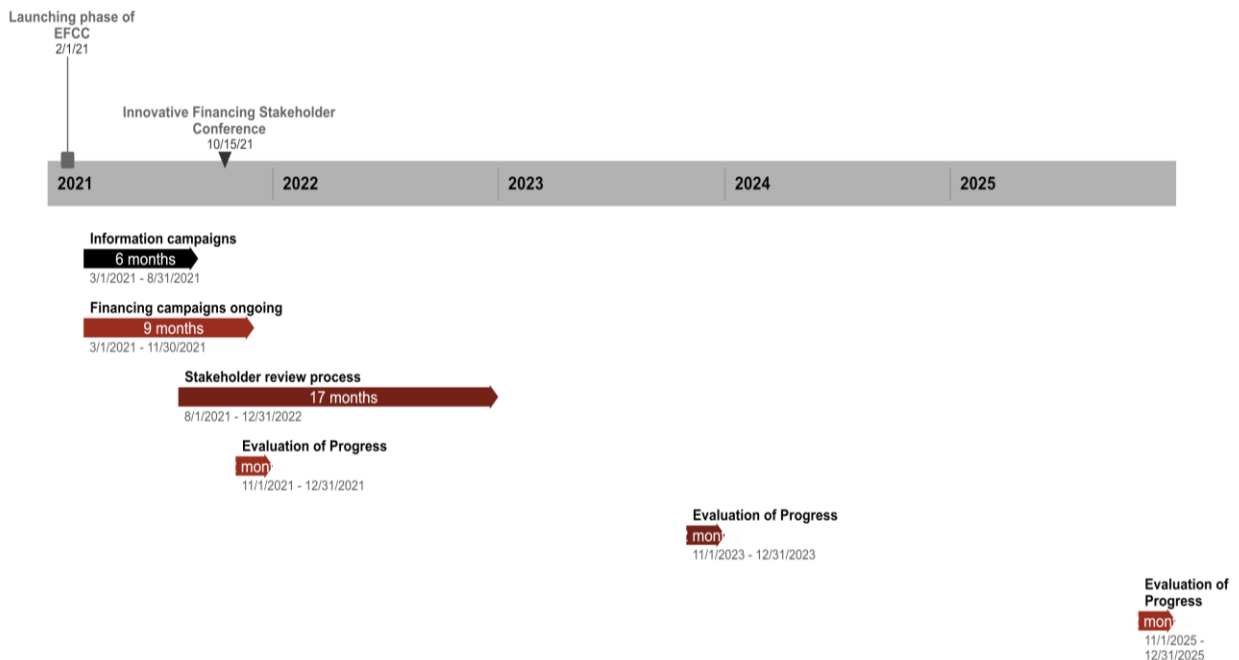 Launching phase of
EFCC
2/1/21
Innovative Financing Stakeholder
Conference
10/15/21
2021
2022
2023
2024
2025
Information campaigns
6 months
3/1/2021 - 8/31/2021
Financing campaigns ongoing
9 months
3/1/2021 - 11/30/2021
Stakeholder review process
17 months
8/1/2021 - 12/31/2022
Evaluation of Progress
mon
11/1/2021 - 12/31/2021
Evaluation of Progress
mon
11/1/2023 - 12/31/2023
Evaluation of
Progress
mon
11/1/2025 -
12/31/2025